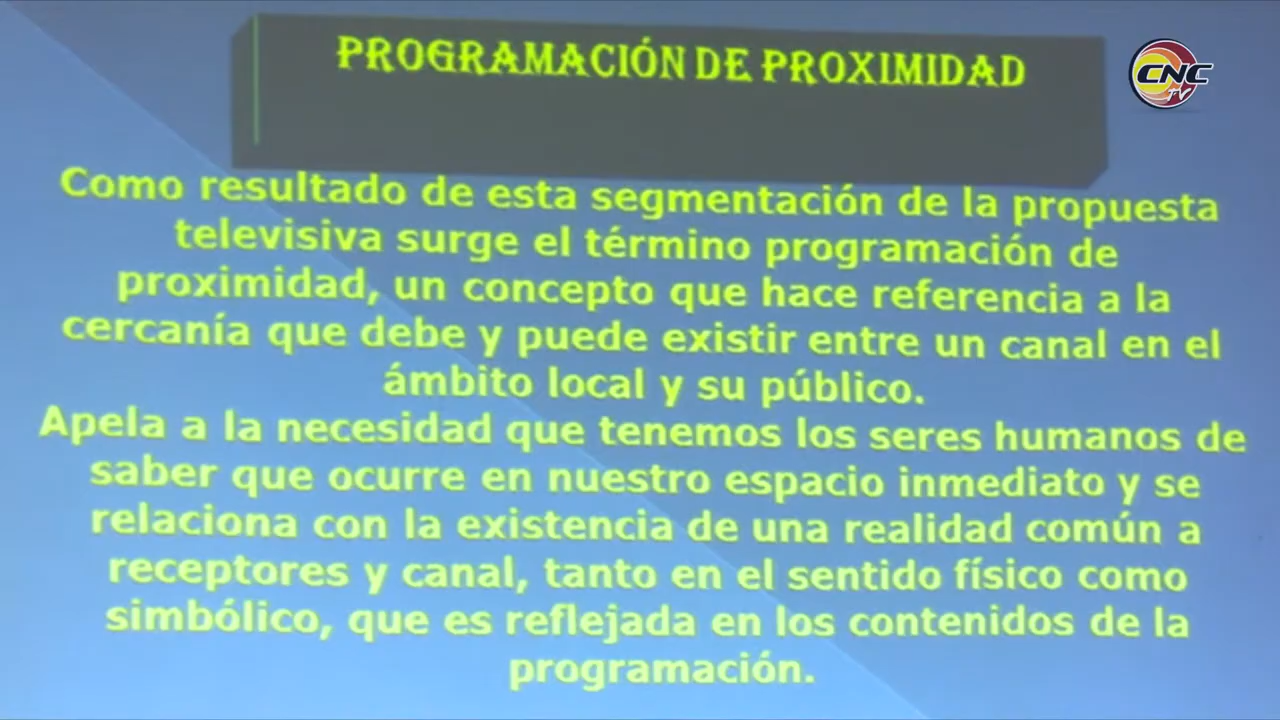 PROGRAMACIÓN DE PROXIMIDAD
CNC
TV
Como resultado de esta segmentación de la propuesta
televisiva surge el término programación de
proximidad, un concepto que hace referencia a la
cercanía que debe y puede existir entre un canal en el
ámbito local y su público.
Apela a la necesidad que tenemos los seres humanos de
saber que ocurre en nuestro espacio inmediato y se
relaciona con la existencia de una realidad común a
receptores y canal, tanto en el sentido físico como
simbólico, que es reflejada en los contenidos de la
programación.